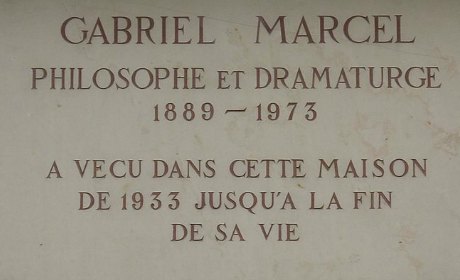 GABRIEL MARCEL
PHILOSOPHE ET DRAMATURGE
1889 – 1973
A VECU DANS CETTE MAISON
DE 1933 JUSQU'A LA FIN
DE SA VIE